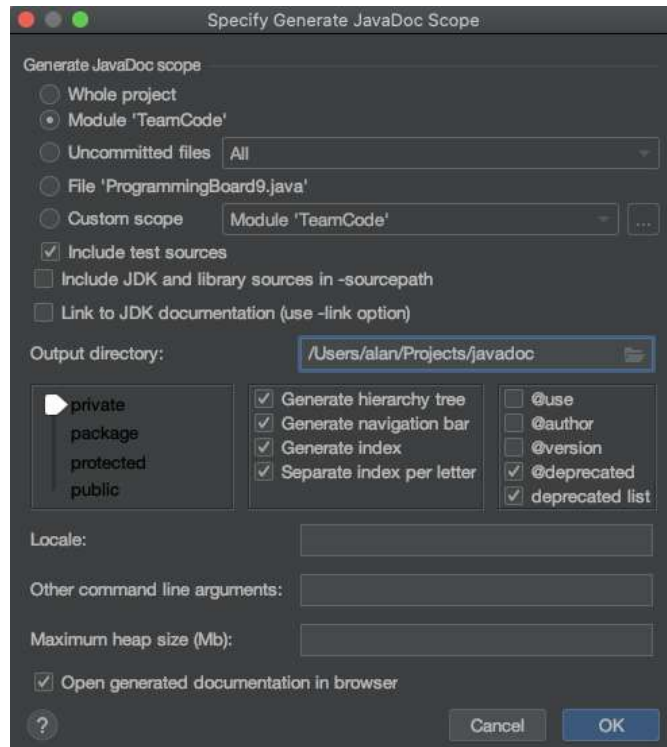 Specify Generate JavaDoc Scope
Generate JavaDoc scope
Whole project
Module 'TeamCode'
Uncommitted files All
File 'ProgrammingBoard9.java'
Custom scope Module 'TeamCode' ...
Include test sources
Include JDK and library sources in -sourcepath
Link to JDK documentation (use -link option)
Output directory: /Users/alan/Projects/javadoc
private
package
protected
public
Generate hierarchy tree
Generate navigation bar
Generate index
Separate index per letter
@use
@author
@version
@deprecated
deprecated list
Locale:
Other command line arguments:
Maximum heap size (Mb):
Open generated documentation in browser
? Cancel OK